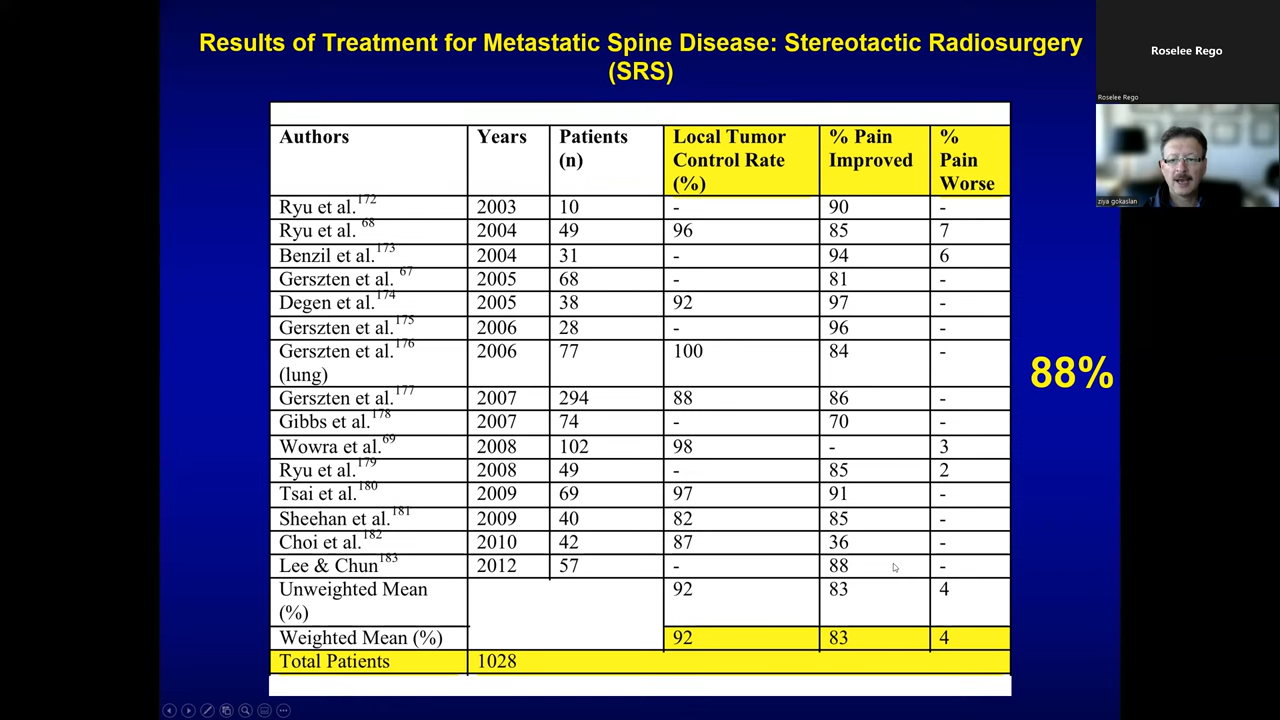 Results of Treatment for Metastatic Spine Disease: Stereotactic Radiosurgery
(SRS)
Roselee Rego
Roselee Rego
ziya gokaslan
Authors Years Patients (n) Local Tumor Control Rate (%) % Pain Improved % Pain Worse
Ryu et al.172 2003 10 - 90 -
Ryu et al. 68 2004 49 96 85 7
Benzil et al.173 2004 31 - 94 6
Gerszten et al. 67 2005 68 - 81 -
Degen et al.174 2005 38 92 97 -
Gerszten et al.175 2006 28 - 96 -
Gerszten et al.176 (lung) 2006 77 100 84 -
Gerszten et al.177 2007 294 88 86 -
Gibbs et al.178 2007 74 - 70 -
Wowra et al.69 2008 102 98 - 3
Ryu et al.179 2008 49 - 85 2
Tsai et al.180 2009 69 97 91 -
Sheehan et al.181 2009 40 82 85 -
Choi et al.182 2010 42 87 36 -
Lee & Chun183 2012 57 - 88 -
Unweighted Mean (%) 92 83 4
Weighted Mean (%) 92 83 4
Total Patients 1028
88%